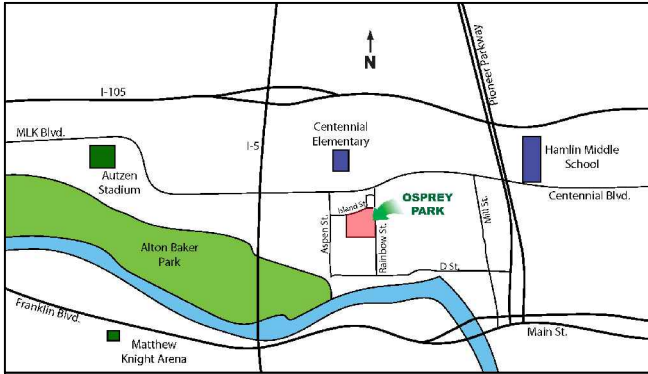 N
Pioneer Parkway
I-105
MLK Blvd.
I-5
Centennial
Elementary
Hamlin Middle
School
Autzen
Stadium
Centennial Blvd.
OSPREY
PARK
Island St.
Aspen St.
Rainbow St.
Mill St.
Alton Baker
Park
D St.
Franklin Blvd.
Main St.
Matthew
Knight Arena